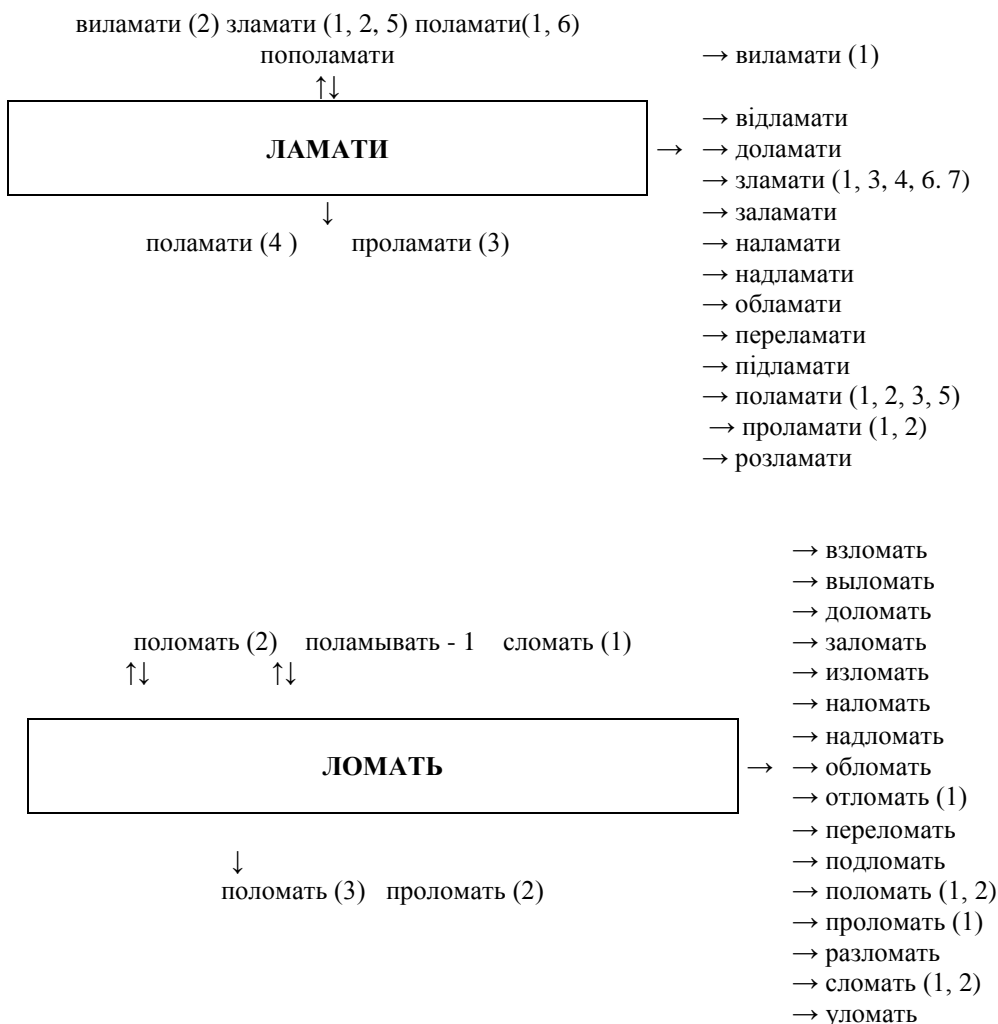 виламати (2) зламати (1, 2, 5) поламати(1, 6)
пополамати → виламати (1)
↑↓
→ відламати
ЛАМАТИ → → доламати
→ зламати (1, 3, 4, 6. 7)
↓ → заламати
поламати (4 ) проламати (3) → наламати
→ надламати
→ обламати
→ переламати
→ підламати
→ поламати (1, 2, 3, 5)
→ проламати (1, 2)
→ розламати
→ взломать
→ выломать
→ доломать
поломать (2) поламывать - 1 сломать (1) → заломать
↑↓ ↑↓ → изломать
→ наломать
→ надломать
ЛОМАТЬ → → обломать
→ отломать (1)
→ переломать
↓ → подломать
поломать (3) проломать (2) → поломать (1, 2)
→ проломать (1)
→ разломать
→ сломать (1, 2)
→ уломать